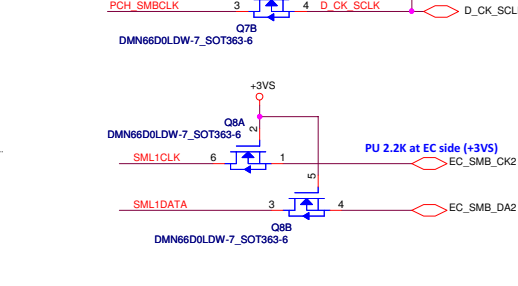 PCH_SMBCLK 3 4 D_CK_SCLK D_CK_SCL
Q7B
DMN66D0LDW-7_SOT363-6
+3VS
Q8A
DMN66D0LDW-7_SOT363-6
2
PU 2.2K at EC side (+3VS)
SML1CLK 6 1 EC_SMB_CK2
5
SML1DATA 3 4 EC_SMB_DA2
Q8B
DMN66D0LDW-7_SOT363-6